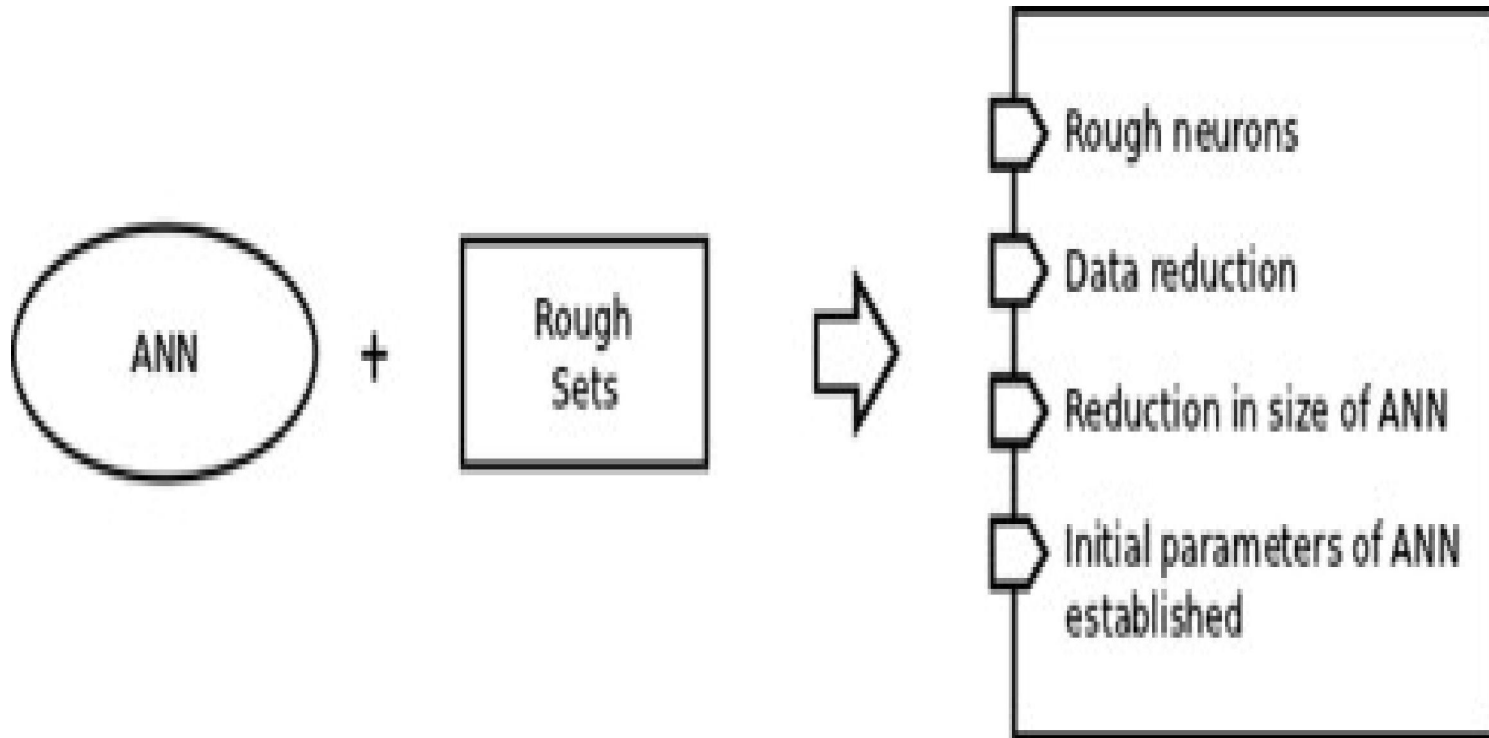 ANN
+
Rough
Sets
Rough neurons
Data reduction
Reduction in size of ANN
Initial parameters of ANN
established